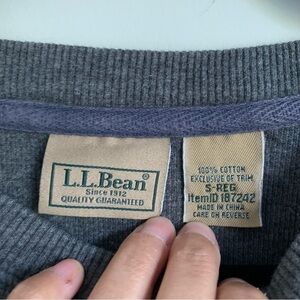 L.L.Bean®
Since 1912
QUALITY GUARANTEED
100% COTTON
EXCLUSIVE OF TRIM
S-REG
ItemID 187242
MADE IN CHINA
CARE ON REVERSE